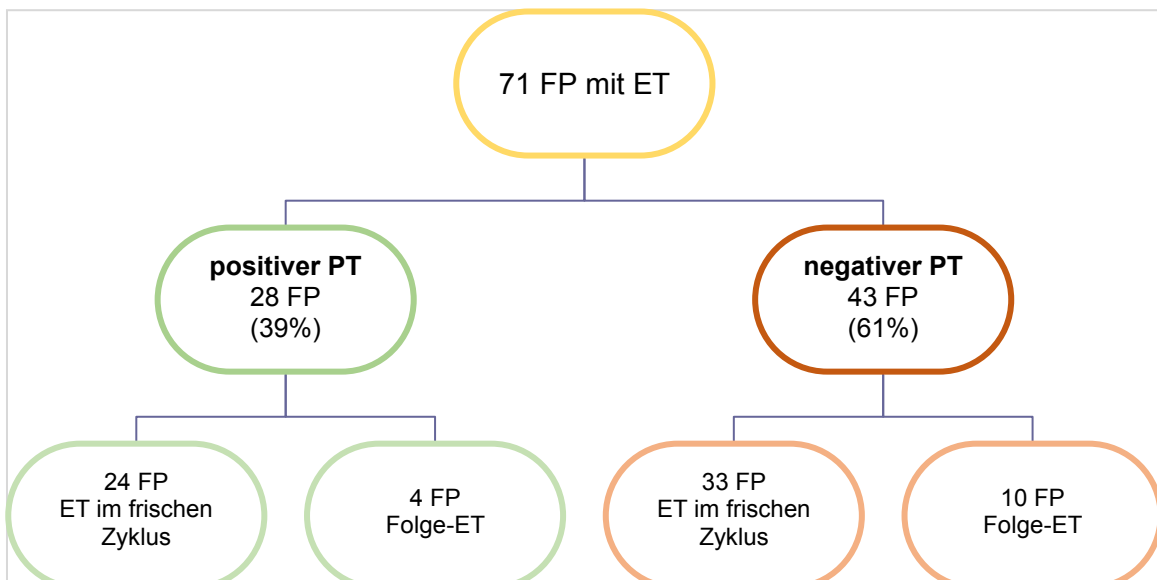 71 FP mit ET
positiver PT
28 FP
(39%)
negativer PT
43 FP
(61%)
24 FP
ET im frischen
Zyklus
4 FP
Folge-ET
33 FP
ET im frischen
Zyklus
10 FP
Folge-ET